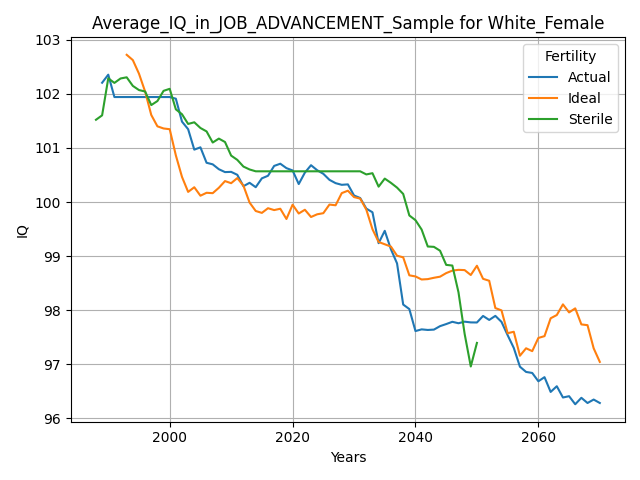 Average_IQ_in_JOB_ADVANCEMENT_Sample for White_Female
103
102
101
100
99
98
97
96
IQ
2000
2020
2040
2060
Years
Fertility
Actual
Ideal
Sterile